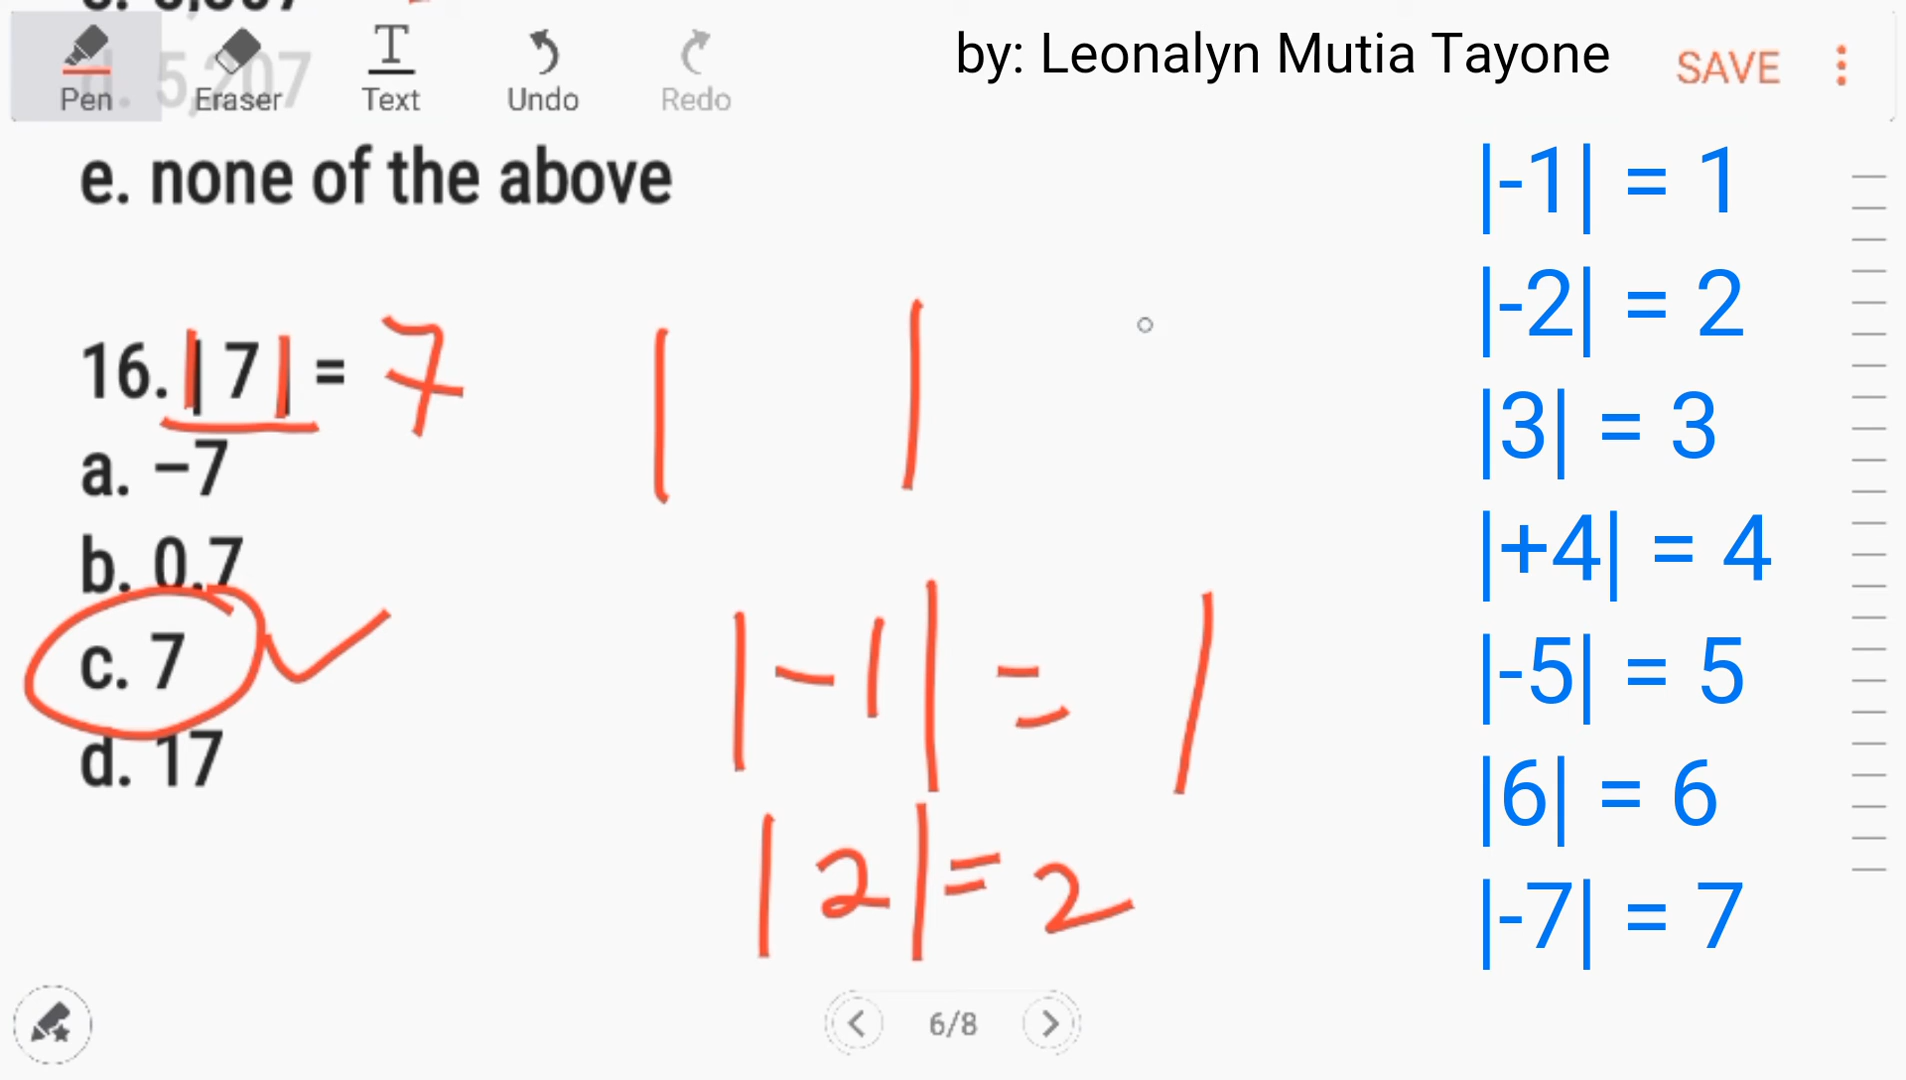 by: Leonalyn Mutia Tayone
SAVE
Pen
Eraser
Text
Undo
Redo
d. 5,207
e. none of the above
16. | 7 | = 7
a. –7
b. 0.7
c. 7
d. 17
| |
|-1| = 1
|2| = 2
|-1| = 1
|-2| = 2
|3| = 3
|+4| = 4
|-5| = 5
|6| = 6
|-7| = 7
6/8